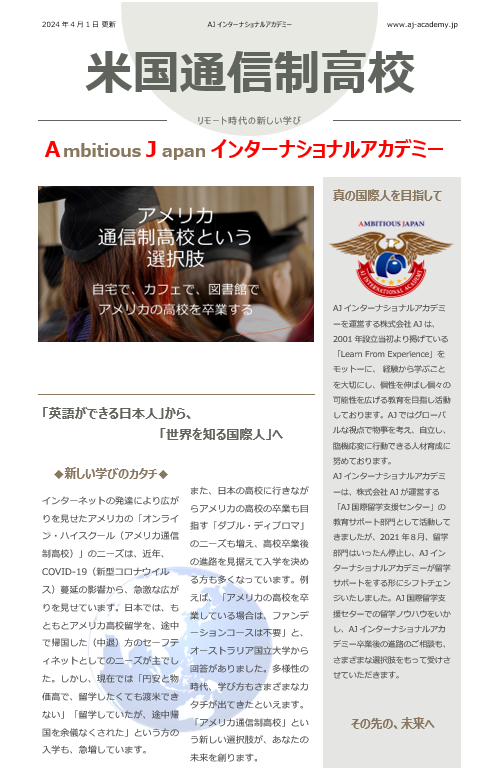 2024 年 4 月 1 日 更新
AJ インターナショナルアカデミー
www.aj-academy.jp
米国通信制高校
リモート時代の新しい学び
Ambitious Japan インターナショナルアカデミー
アメリカ
通信制高校という
選択肢
自宅で、カフェで、図書館で
アメリカの高校を卒業する
「英語ができる日本人」から、
「世界を知る国際人」へ
◆新しい学びのカタチ◆
インターネットの発達により広が
りを見せたアメリカの「オンライ
ン・ハイスクール（アメリカ通信
制高校）」のニーズは、近年、
COVID-19（新型コロナウイル
ス）蔓延の影響から、急激な広が
りを見せています。日本では、も
ともとアメリカ高校留学を、途中
で帰国した（中退）方のセーフテ
ィネットとしてのニーズが主でし
た。しかし、現在では「円安と物
価高で、留学したくても渡米でき
ない」「留学していたが、途中帰
国を余儀なくされた」という方の
入学も、急増しています。
また、日本の高校に行きなが
らアメリカの高校の卒業も目
指す「ダブル・ディプロマ」
のニーズも増え、高校卒業後
の進路を見据えて入学を決め
る方も多くなっています。例
えば、「アメリカの高校を卒
業している場合は、ファンデ
ーションコースは不要」と、
オーストラリア国立大学から
回答がありました。多様性の
時代、学び方もさまざまなカ
タチが出てきたといえます。
「アメリカ通信制高校」とい
う新しい選択肢が、あなたの
未来を創ります。
真の国際人を目指して
AMBITIOUS JAPAN
AJ INTERNATIONAL ACADEMY
AJ インターナショナルアカデミ
ーを運営する株式会社 AJ は、
2001 年設立当初より掲げている
「Learn From Experience」を
モットーに、 経験から学ぶこと
を大切にし、個性を伸ばし個々の
可能性を広げる教育を目指し活動
しております。AJ ではグローバ
ルな視点で物事を考え、自立し、
臨機応変に行動できる人材育成に
努めております。
AJ インターナショナルアカデミ
ーは、株式会社 AJ が運営する
「AJ 国際留学支援センター」の
教育サポート部門として活動して
きましたが、2021 年 8 月、留学
部門はいったん停止し、AJ イン
ターナショナルアカデミーが留学
サポートをする形にシフトチェン
ジいたしました。AJ 国際留学支
援センターでの留学ノウハウをいか
し、AJ インターナショナルアカ
デミー卒業後の進路のご相談も、
さまざまな選択肢をもって受けさ
せていただきます。
その先の、未来へ